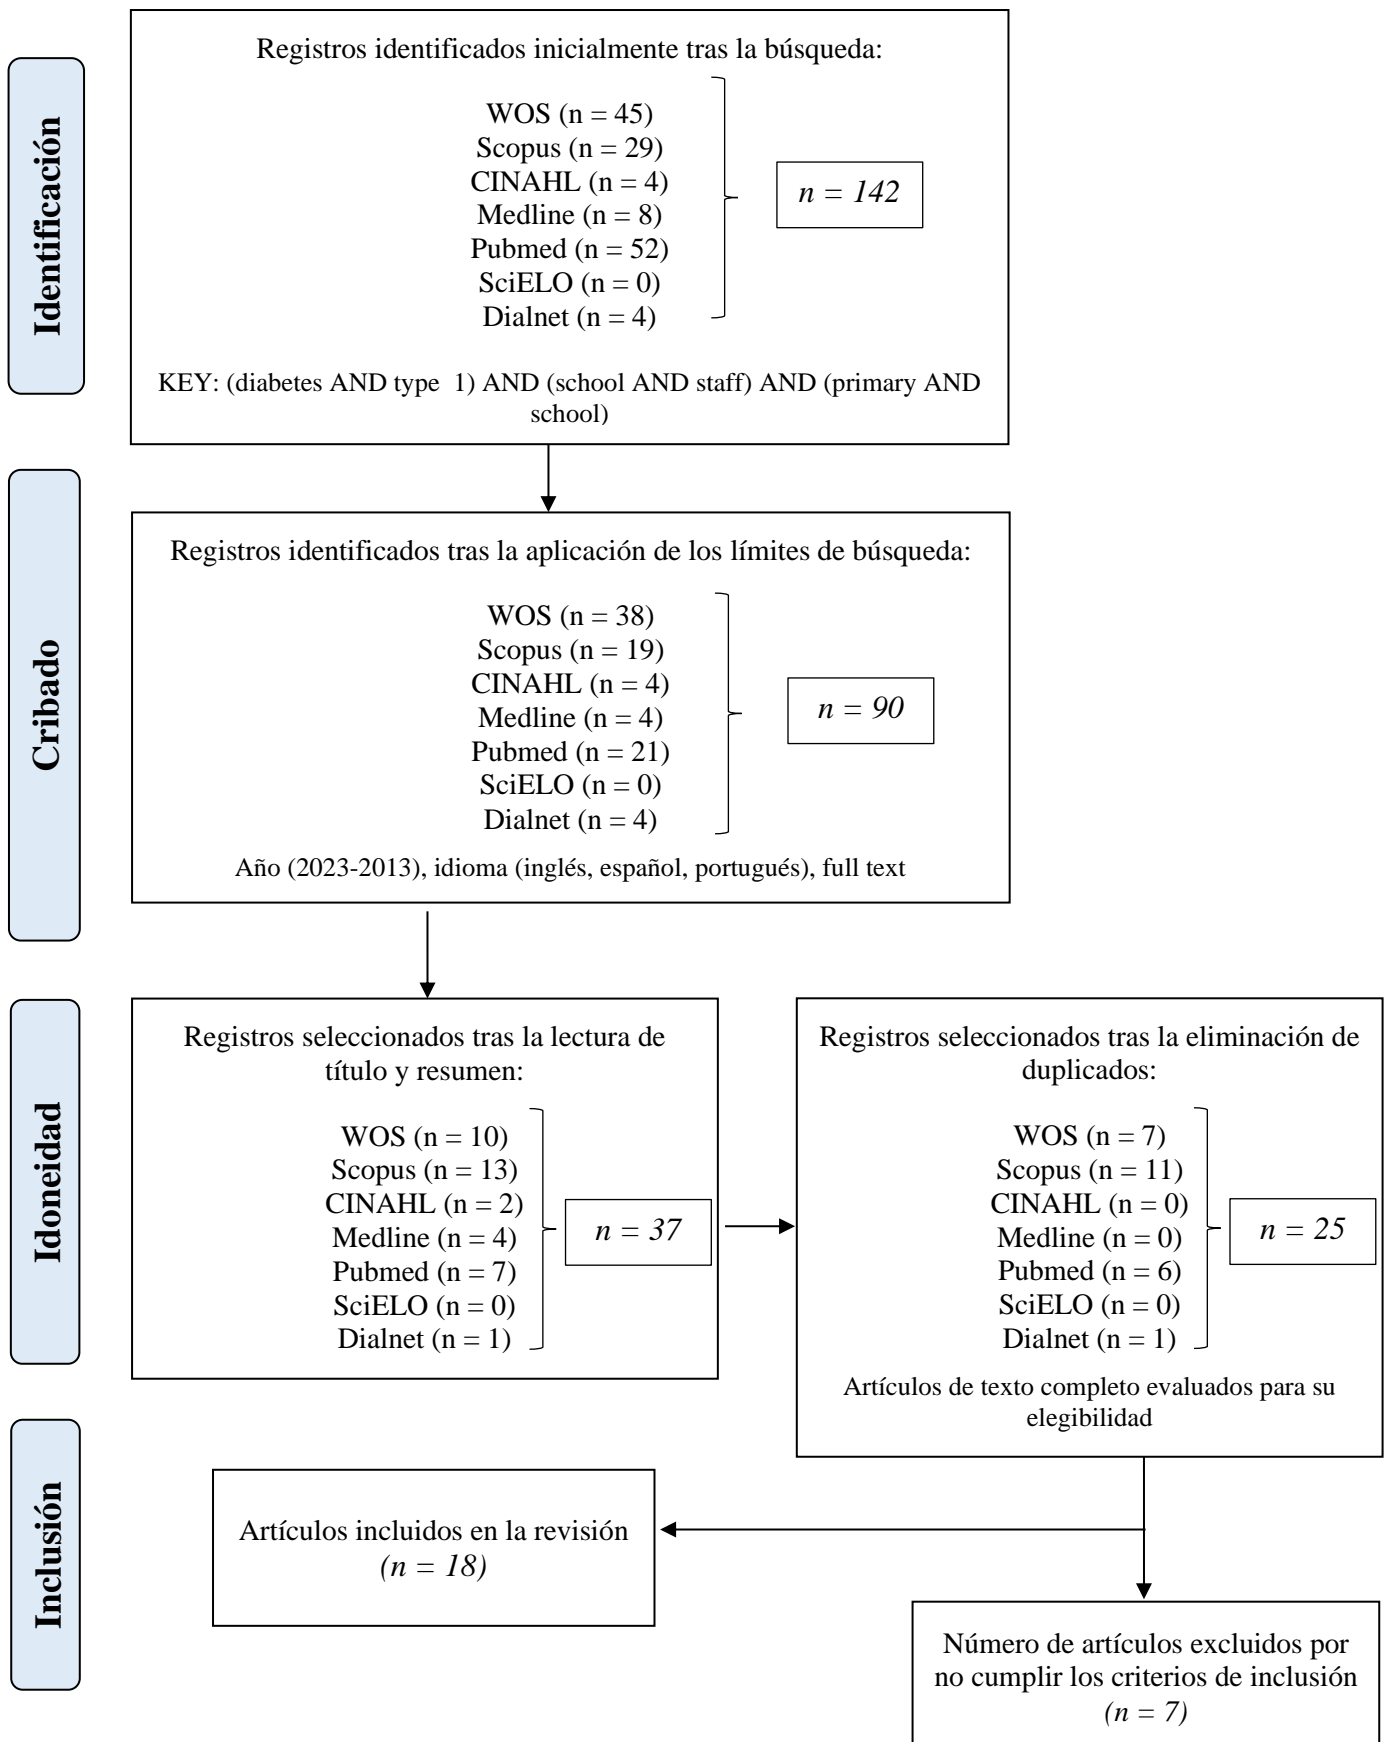 Identificación
Registros identificados inicialmente tras la búsqueda:
WOS (n = 45)
Scopus (n = 29)
CINAHL (n = 4)
Medline (n = 8)
Pubmed (n = 52)
SciELO (n = 0)
Dialnet (n = 4)
n = 142
KEY: (diabetes AND type  1) AND (school AND staff) AND (primary AND
school)
Cribado
Registros identificados tras la aplicación de los límites de búsqueda:
WOS (n = 38)
Scopus (n = 19)
CINAHL (n = 4)
Medline (n = 4)
Pubmed (n = 21)
SciELO (n = 0)
Dialnet (n = 4)
n = 90
Año (2023-2013), idioma (inglés, español, portugués), full text
Idoneidad
Registros seleccionados tras la lectura de
título y resumen:
WOS (n = 10)
Scopus (n = 13)
CINAHL (n = 2)
Medline (n = 4)
Pubmed (n = 7)
SciELO (n = 0)
Dialnet (n = 1)
n = 37
Registros seleccionados tras la eliminación de
duplicados:
WOS (n = 7)
Scopus (n = 11)
CINAHL (n = 0)
Medline (n = 0)
Pubmed (n = 6)
SciELO (n = 0)
Dialnet (n = 1)
n = 25
Artículos de texto completo evaluados para su
elegibilidad
Inclusión
Artículos incluidos en la revisión
(n = 18)
Número de artículos excluidos por
no cumplir los criterios de inclusión
(n = 7)